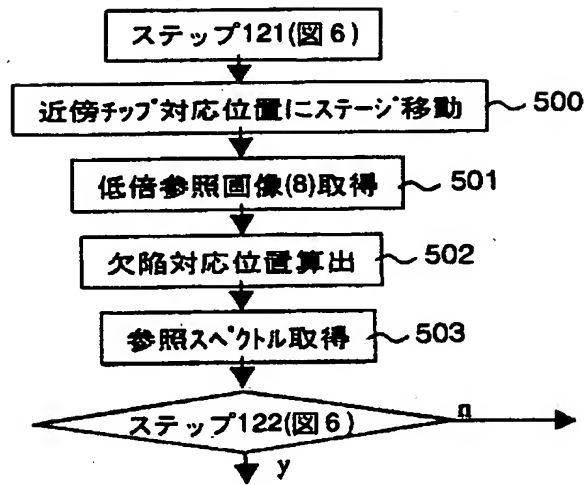 ステップ121(図6)
近傍チップ対応位置にステージ移動 500
低倍参照画像(8)取得 501
欠陥対応位置算出 502
参照スペクトル取得 503
ステップ122(図6) n
y